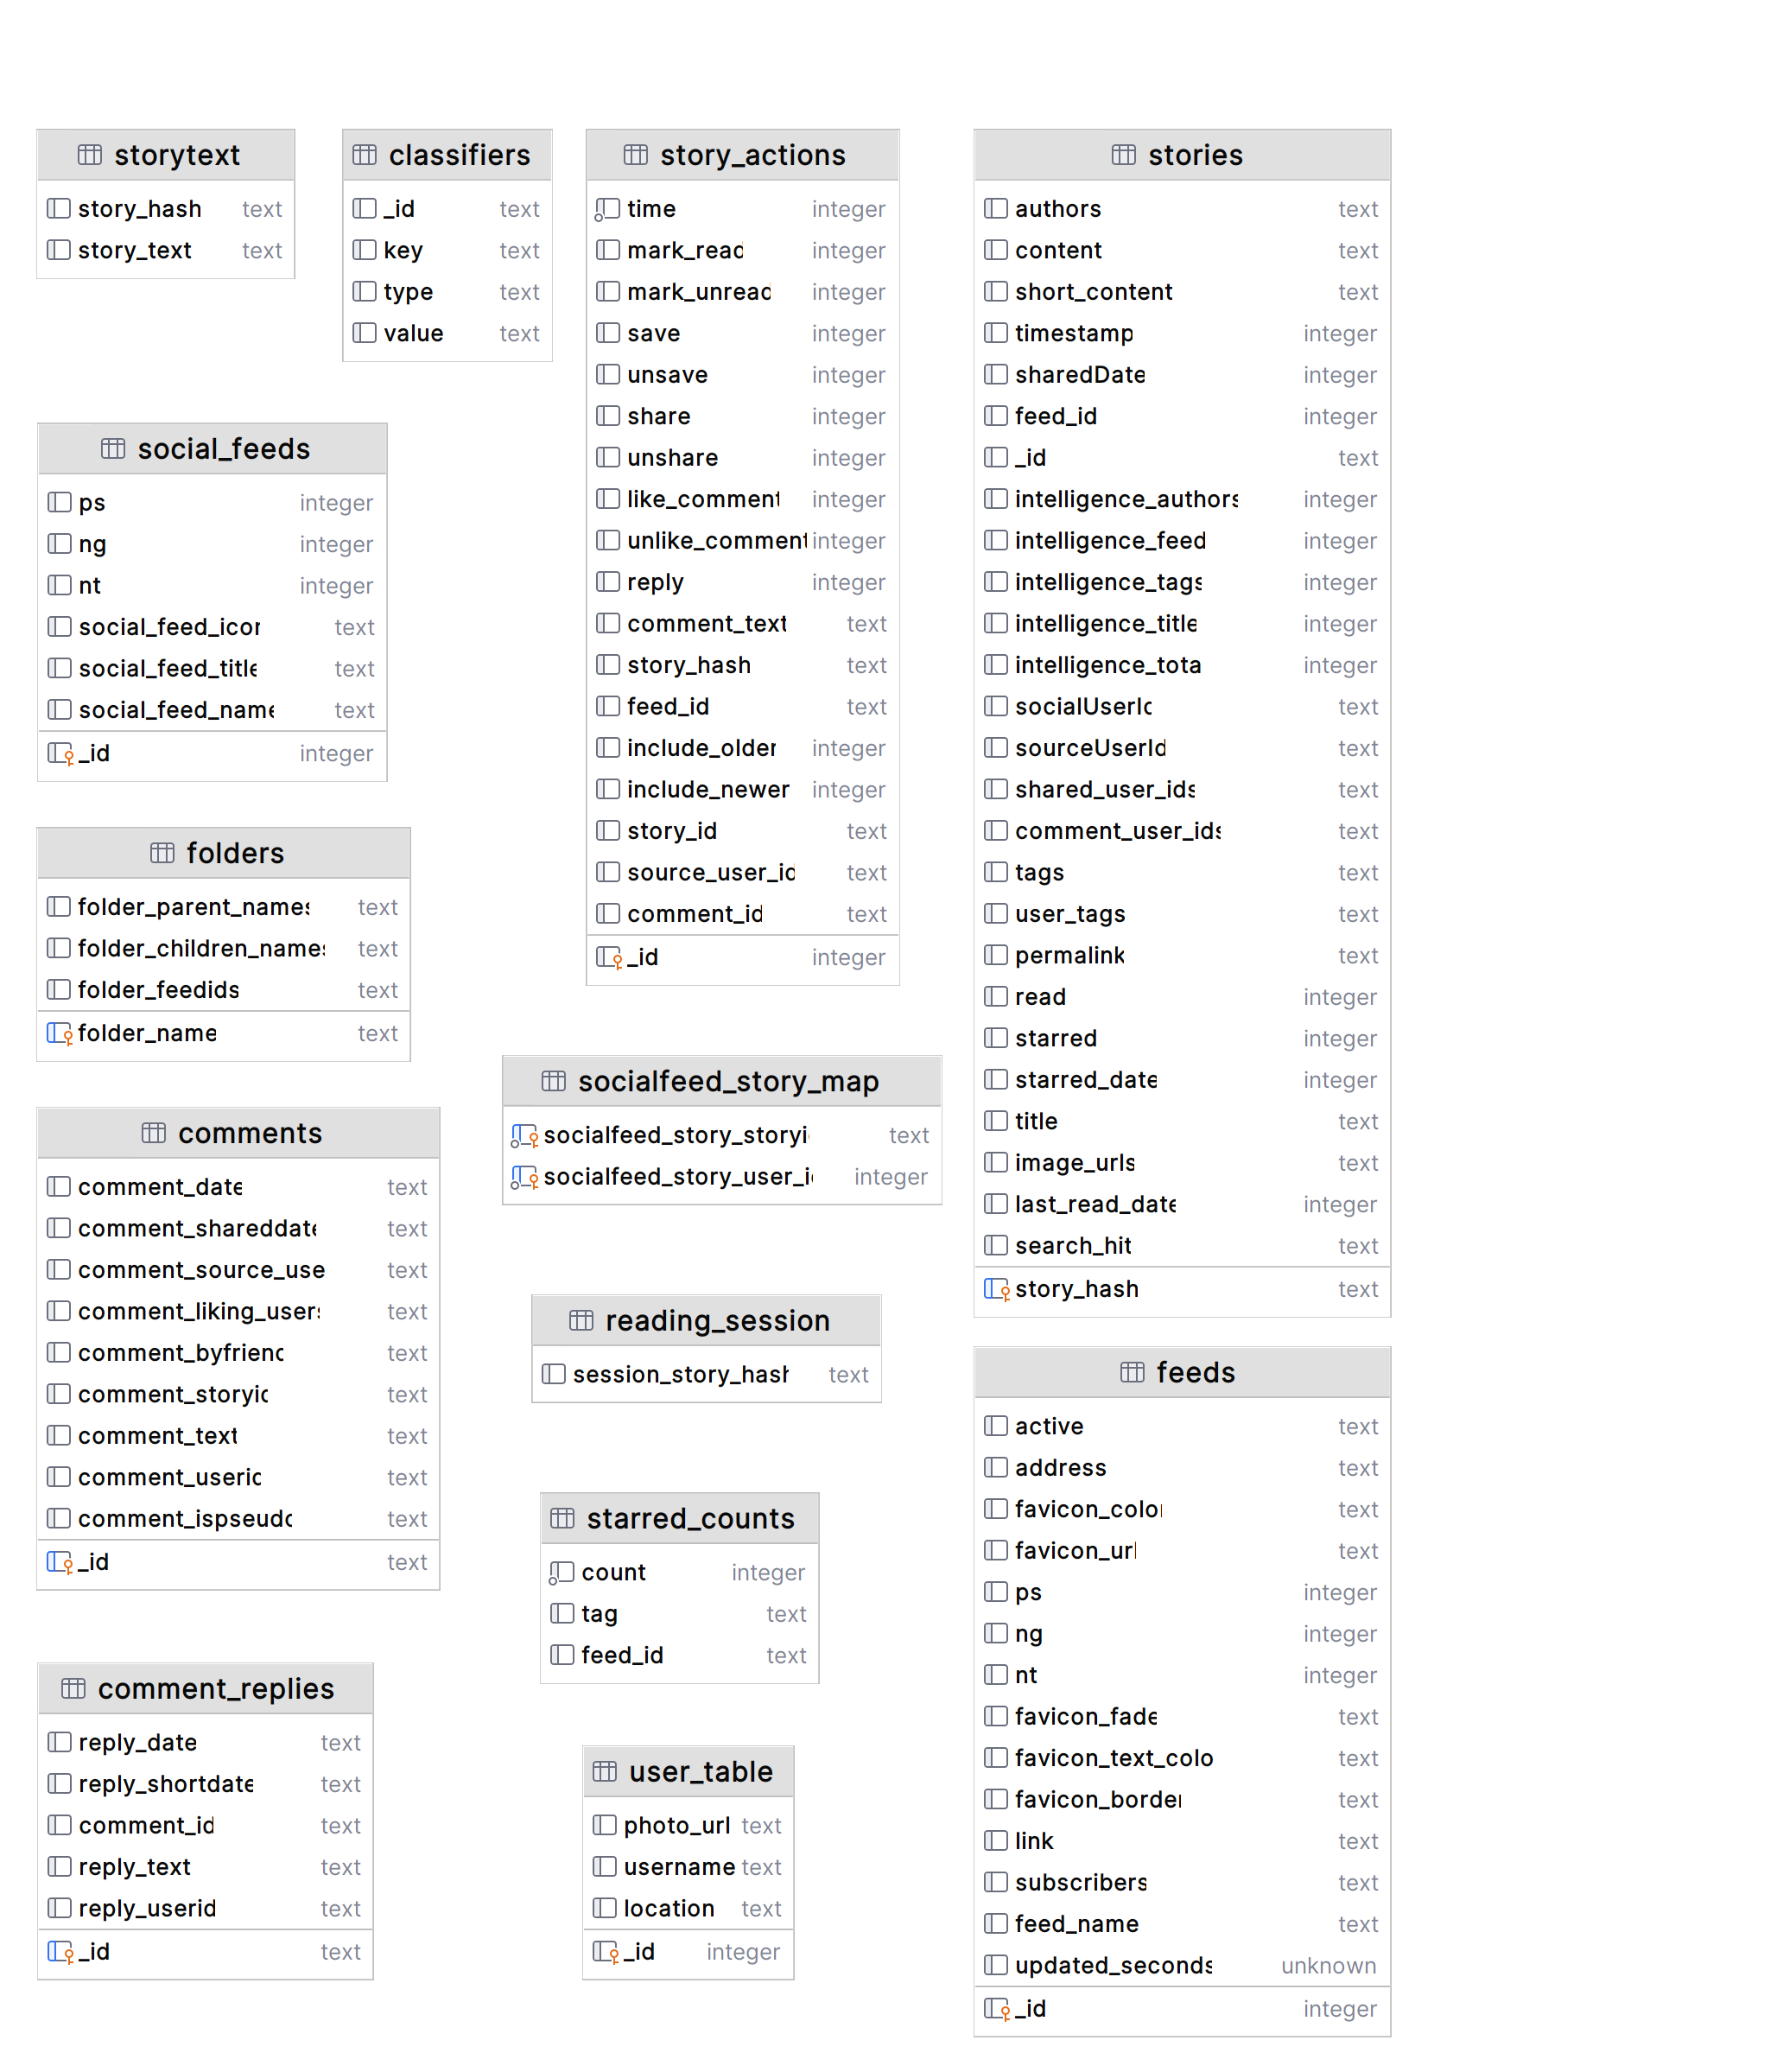 storytext
story_hash text
story_text text
classifiers
_id text
key text
type text
value text
story_actions
time integer
mark_read integer
mark_unread integer
save integer
unsave integer
share integer
unshare integer
like_comment integer
unlike_comment integer
reply integer
comment_text text
story_hash text
feed_id text
include_older integer
include_newer integer
story_id text
source_user_id text
comment_id text
_id integer
stories
authors text
content text
short_content text
timestamp integer
sharedDate integer
feed_id integer
_id text
intelligence_authors integer
intelligence_feed integer
intelligence_tags integer
intelligence_title integer
intelligence_tota integer
socialUserId text
sourceUserId text
shared_user_ids text
comment_user_ids text
tags text
user_tags text
permalink text
read integer
starred integer
starred_date integer
title text
image_urls text
last_read_date integer
search_hit text
story_hash text
social_feeds
ps integer
ng integer
nt integer
social_feed_icon text
social_feed_title text
social_feed_name text
_id integer
folders
folder_parent_names text
folder_children_names text
folder_feedids text
folder_name text
comments
comment_date text
comment_shareddate text
comment_source_use text
comment_liking_users text
comment_byfriend text
comment_storyid text
comment_text text
comment_userid text
comment_ispseudo text
_id text
socialfeed_story_map
socialfeed_story_storyi text
socialfeed_story_user_i integer
reading_session
session_story_hash text
starred_counts
count integer
tag text
feed_id text
comment_replies
reply_date text
reply_shortdate text
comment_id text
reply_text text
reply_userid text
_id text
user_table
photo_url text
username text
location text
_id integer
feeds
active text
address text
favicon_color text
favicon_url text
ps integer
ng integer
nt integer
favicon_fade text
favicon_text_colo text
favicon_border text
link text
subscribers text
feed_name text
updated_seconds unknown
_id integer